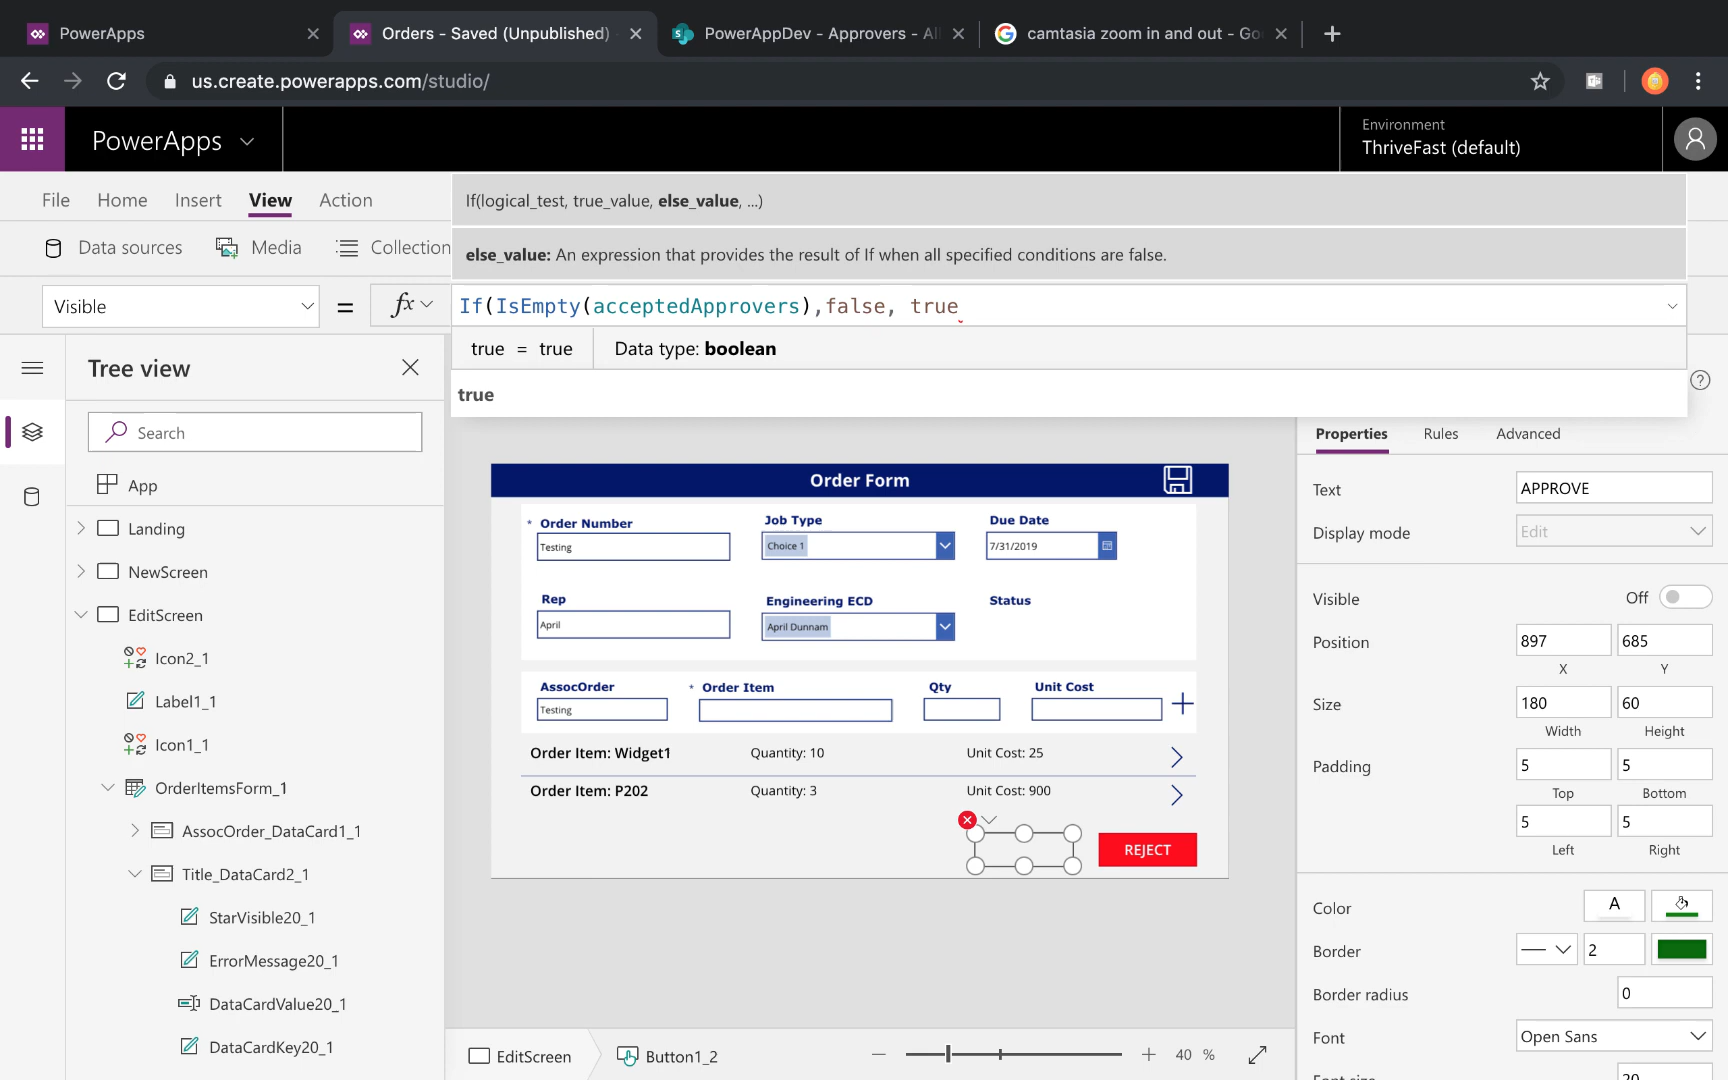 PowerApps
Orders - Saved (Unpublished)
PowerAppDev - Approvers - Al
camtasia zoom in and out - Go
us.create.powerapps.com/studio/
PowerApps
Environment
ThriveFast (default)
File Home Insert View Action
If(logical_test, true_value, else_value, ...)
Data sources Media Collection
else_value: An expression that provides the result of If when all specified conditions are false.
Visible = fx If(IsEmpty(acceptedApprovers),false, true
true = true Data type: boolean
true
Tree view
Search
App
Landing
NewScreen
EditScreen
Icon2_1
Label1_1
Icon1_1
OrderItemsForm_1
AssocOrder_DataCard1_1
Title_DataCard2_1
StarVisible20_1
ErrorMessage20_1
DataCardValue20_1
DataCardKey20_1
Order Form
* Order Number Job Type Due Date
Testing Choice 1 7/31/2019
Rep Engineering ECD Status
April April Dunnam
AssocOrder * Order Item Qty Unit Cost
Testing
Order Item: Widget1 Quantity: 10 Unit Cost: 25
Order Item: P202 Quantity: 3 Unit Cost: 900
REJECT
EditScreen Button1_2 40 %
Properties Rules Advanced
Text APPROVE
Display mode Edit
Visible Off
Position 897 685
X Y
Size 180 60
Width Height
Padding 5 5
Top Bottom
5 5
Left Right
Color A
Border 2
Border radius 0
Font Open Sans